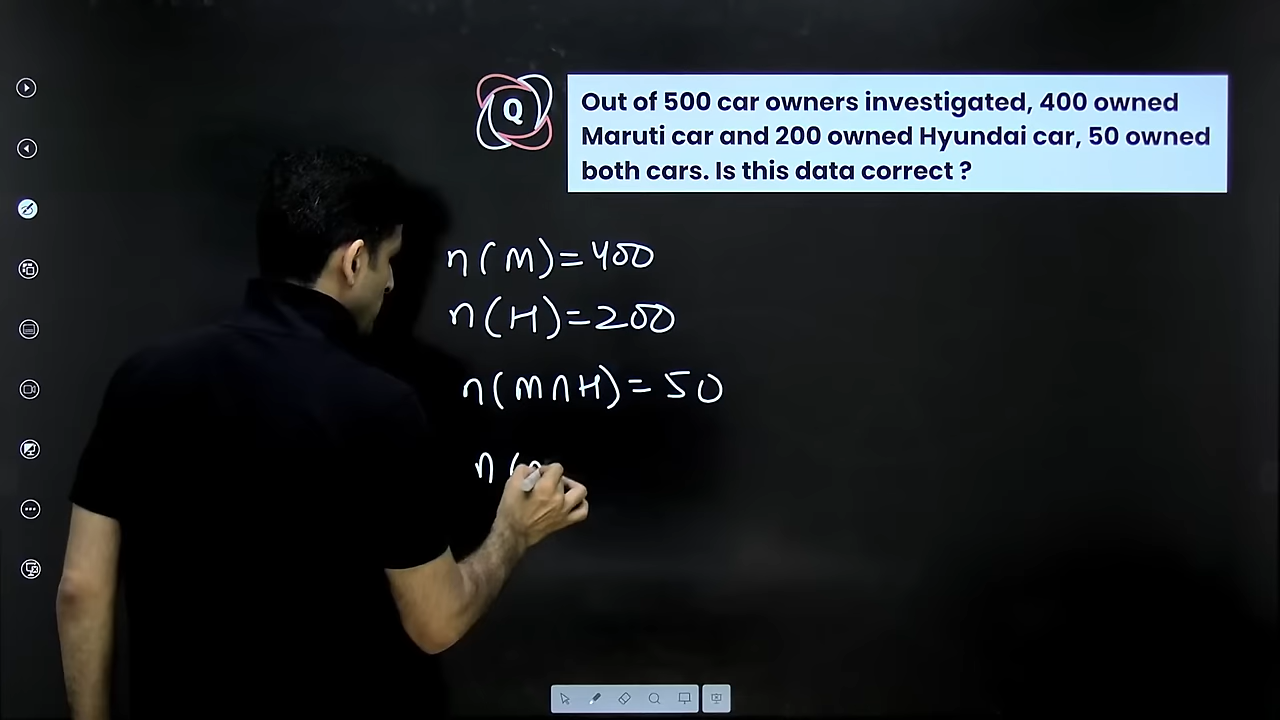 Q
Out of 500 car owners investigated, 400 owned
Maruti car and 200 owned Hyundai car, 50 owned
both cars. Is this data correct ?
n(M)=400
n(H)=200
n(M∩H)=50
n(